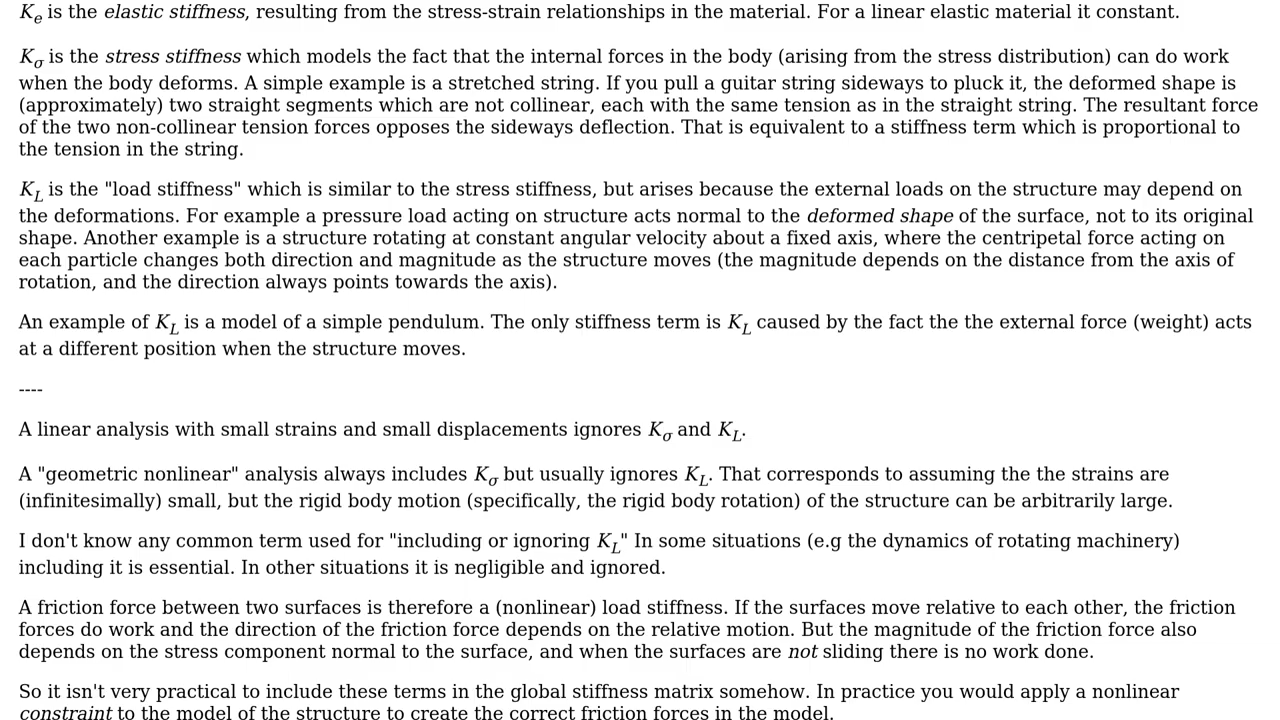 Ke is the elastic stiffness, resulting from the stress-strain relationships in the material. For a linear elastic material it constant.
Kσ is the stress stiffness which models the fact that the internal forces in the body (arising from the stress distribution) can do work
when the body deforms. A simple example is a stretched string. If you pull a guitar string sideways to pluck it, the deformed shape is
(approximately) two straight segments which are not collinear, each with the same tension as in the straight string. The resultant force
of the two non-collinear tension forces opposes the sideways deflection. That is equivalent to a stiffness term which is proportional to
the tension in the string.
KL is the "load stiffness" which is similar to the stress stiffness, but arises because the external loads on the structure may depend on
the deformations. For example a pressure load acting on structure acts normal to the deformed shape of the surface, not to its original
shape. Another example is a structure rotating at constant angular velocity about a fixed axis, where the centripetal force acting on
each particle changes both direction and magnitude as the structure moves (the magnitude depends on the distance from the axis of
rotation, and the direction always points towards the axis).
An example of KL is a model of a simple pendulum. The only stiffness term is KL caused by the fact the the external force (weight) acts
at a different position when the structure moves.
----
A linear analysis with small strains and small displacements ignores Kσ and KL.
A "geometric nonlinear" analysis always includes Kσ but usually ignores KL. That corresponds to assuming the the strains are
(infinitesimally) small, but the rigid body motion (specifically, the rigid body rotation) of the structure can be arbitrarily large.
I don't know any common term used for "including or ignoring KL" In some situations (e.g the dynamics of rotating machinery)
including it is essential. In other situations it is negligible and ignored.
A friction force between two surfaces is therefore a (nonlinear) load stiffness. If the surfaces move relative to each other, the friction
forces do work and the direction of the friction force depends on the relative motion. But the magnitude of the friction force also
depends on the stress component normal to the surface, and when the surfaces are not sliding there is no work done.
So it isn't very practical to include these terms in the global stiffness matrix somehow. In practice you would apply a nonlinear
constraint to the model of the structure to create the correct friction forces in the model.